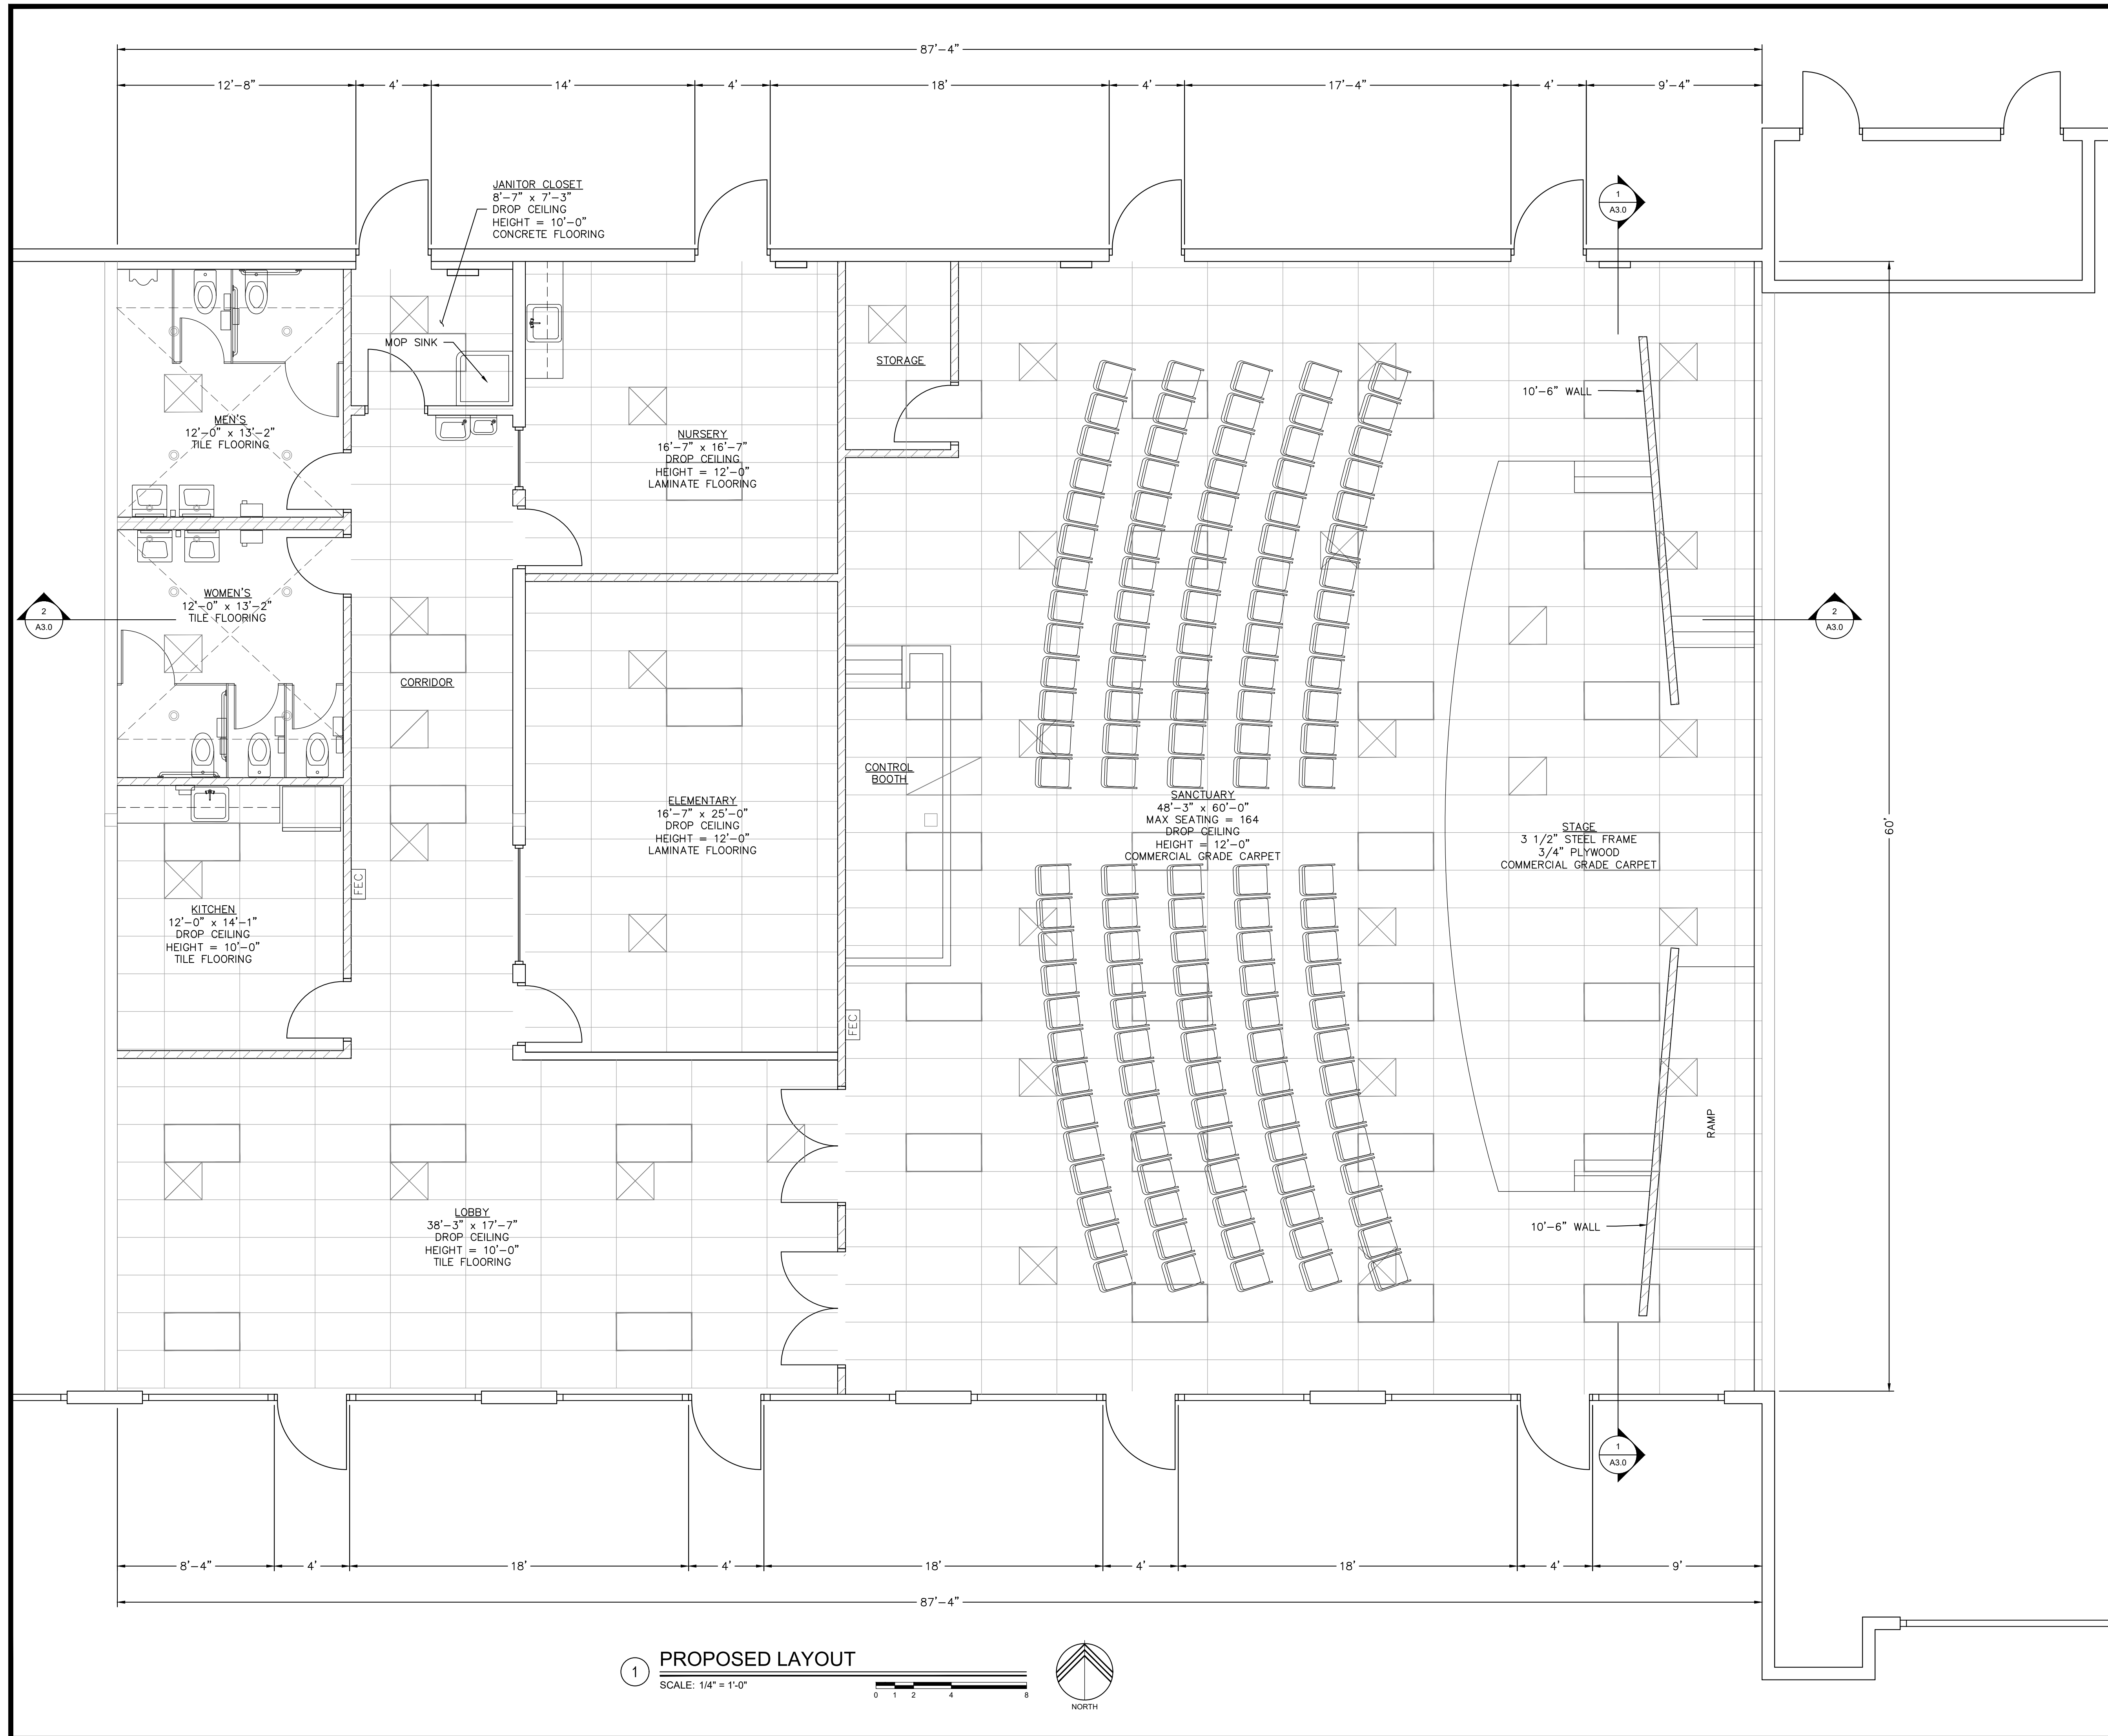 87'-4"
12'-8"
4'
14'
4'
18'
4'
17'-4"
4'
9'-4"
JANITOR CLOSET
8'-7" x 7'-3"
DROP CEILING
HEIGHT = 10'-0"
CONCRETE FLOORING
1
A3.0
MOP SINK
STORAGE
10'-6" WALL
MEN'S
12'-0" x 13'-2"
TILE FLOORING
NURSERY
16'-7" x 16'-7"
DROP CEILING
HEIGHT = 12'-0"
LAMINATE FLOORING
WOMEN'S
12'-0" x 13'-2"
TILE FLOORING
2
A3.0
2
A3.0
CORRIDOR
CONTROL
BOOTH
ELEMENTARY
16'-7" x 25'-0"
DROP CEILING
HEIGHT = 12'-0"
LAMINATE FLOORING
SANCTUARY
48'-3" x 60'-0"
MAX SEATING = 164
DROP CEILING
HEIGHT = 12'-0"
COMMERCIAL GRADE CARPET
STAGE
3 1/2" STEEL FRAME
3/4" PLYWOOD
COMMERCIAL GRADE CARPET
60'
FEC
KITCHEN
12'-0" x 14'-1"
DROP CEILING
HEIGHT = 10'-0"
TILE FLOORING
FEC
RAMP
LOBBY
38'-3" x 17'-7"
DROP CEILING
HEIGHT = 10'-0"
TILE FLOORING
10'-6" WALL
1
A3.0
8'-4"
4'
18'
4'
18'
4'
18'
4'
9'
87'-4"
1
PROPOSED LAYOUT
SCALE: 1/4" = 1'-0"
0 1 2 4 8
NORTH